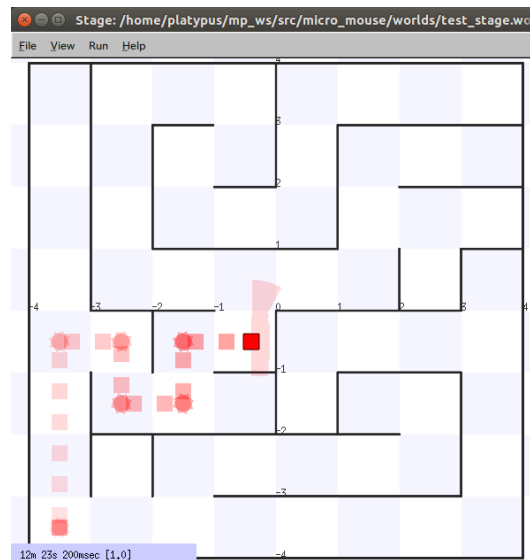 Stage: /home/platypus/mp_ws/src/micro_mouse/worlds/test_stage.wo
File View Run Help
4
3
2
1
-4 -3 -2 -1 0 1 2 3 4
-1
-2
-3
-4
12m 23s 200msec [1.0]